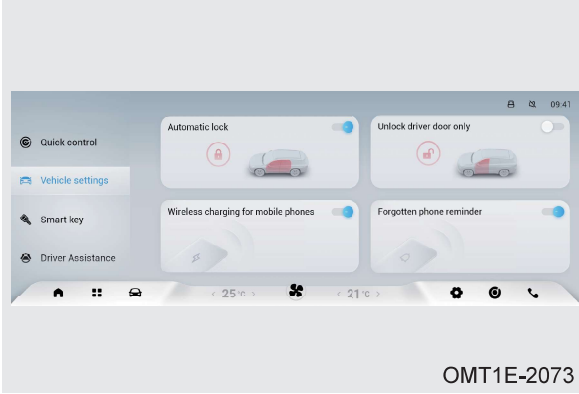 09:41
Quick control
Automatic lock
Unlock driver door only
Vehicle settings
Smart key
Wireless charging for mobile phones
Forgotten phone reminder
Driver Assistance
< 25 °C >
< 21 °C >
OMT1E-2073